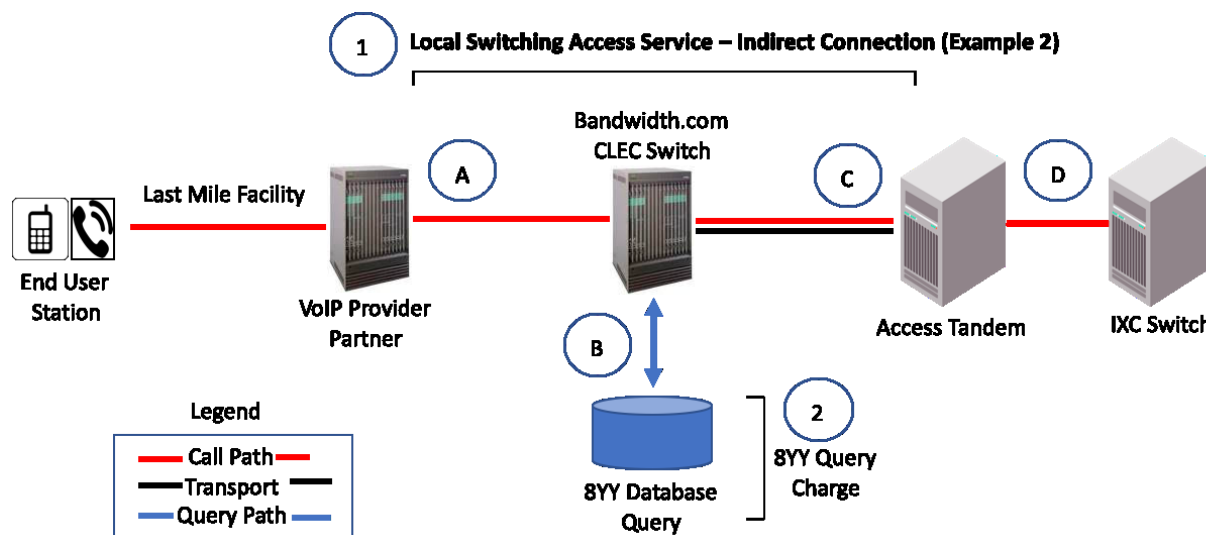 1
Local Switching Access Service – Indirect Connection (Example 2)
Bandwidth.com
CLEC Switch
A
C
D
Last Mile Facility
End User
Station
VoIP Provider
Partner
Access Tandem
IXC Switch
B
2
8YY Query
Charge
8YY Database
Query
Legend
Call Path
Transport
Query Path